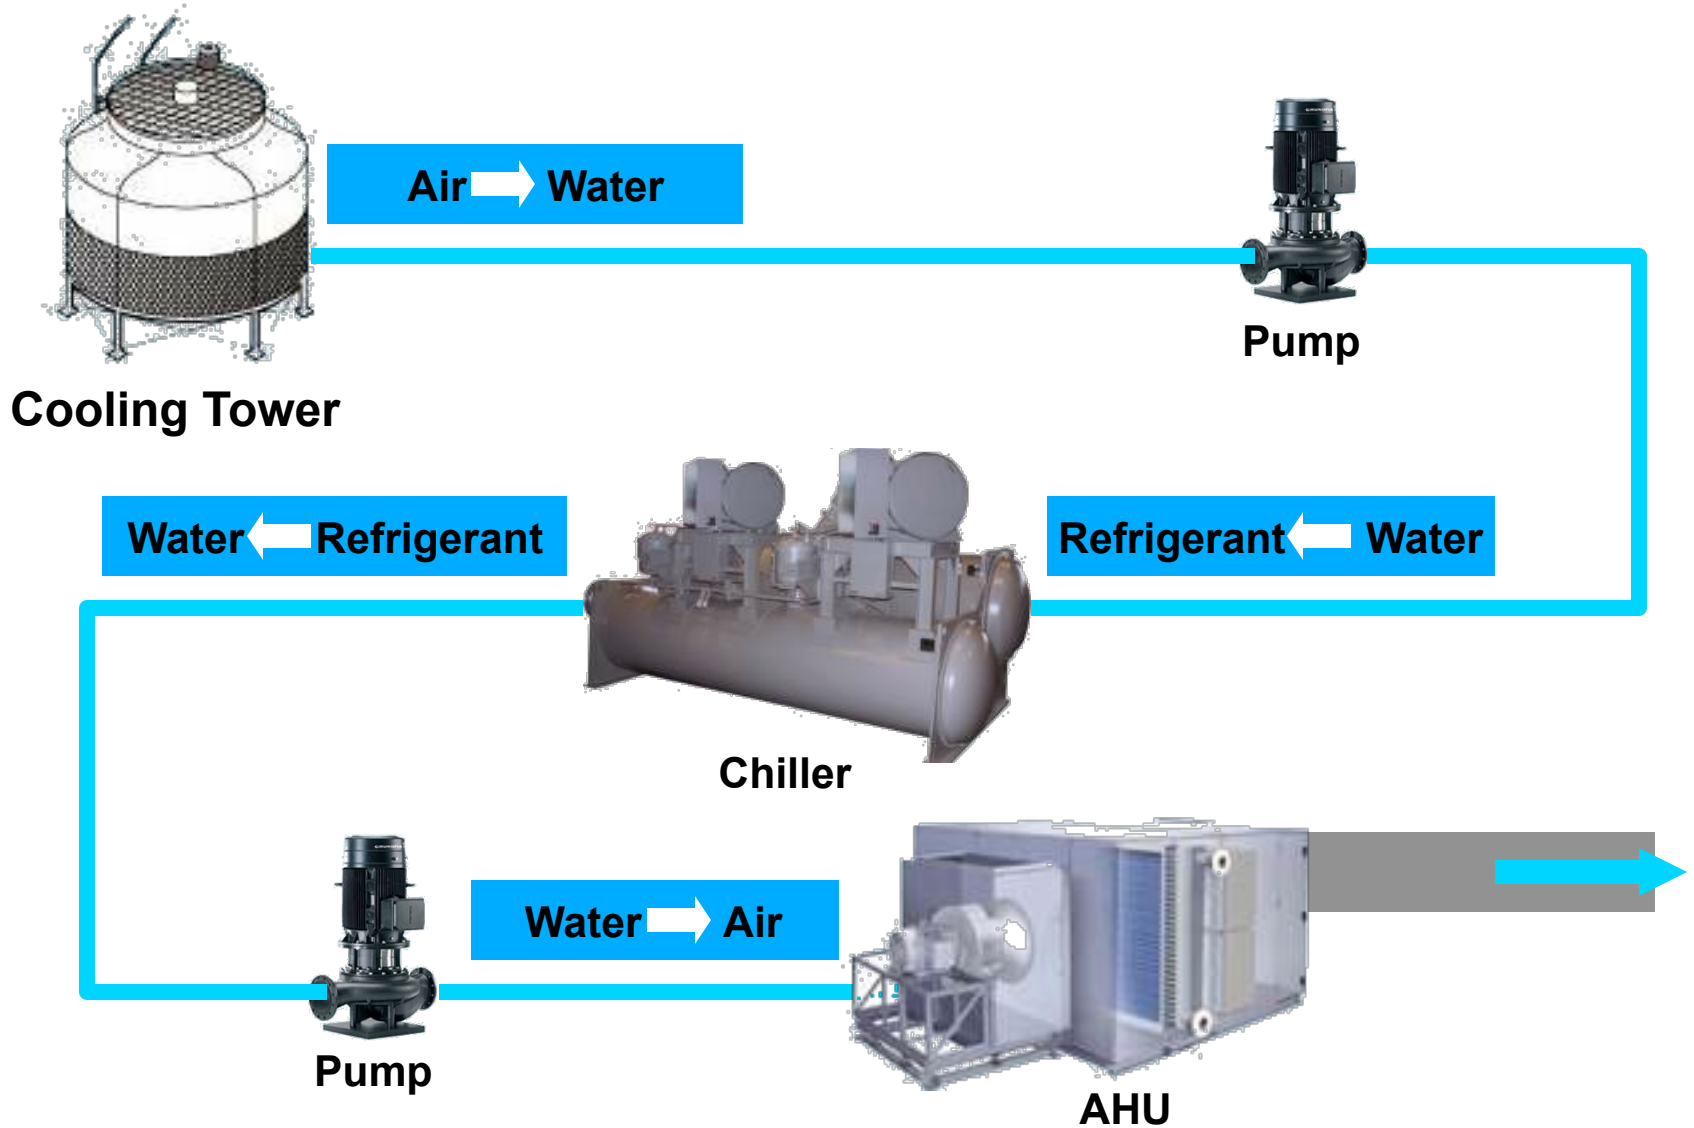 Air Water
Pump
Cooling Tower
Water Refrigerant
Refrigerant Water
Chiller
Water Air
Pump
AHU